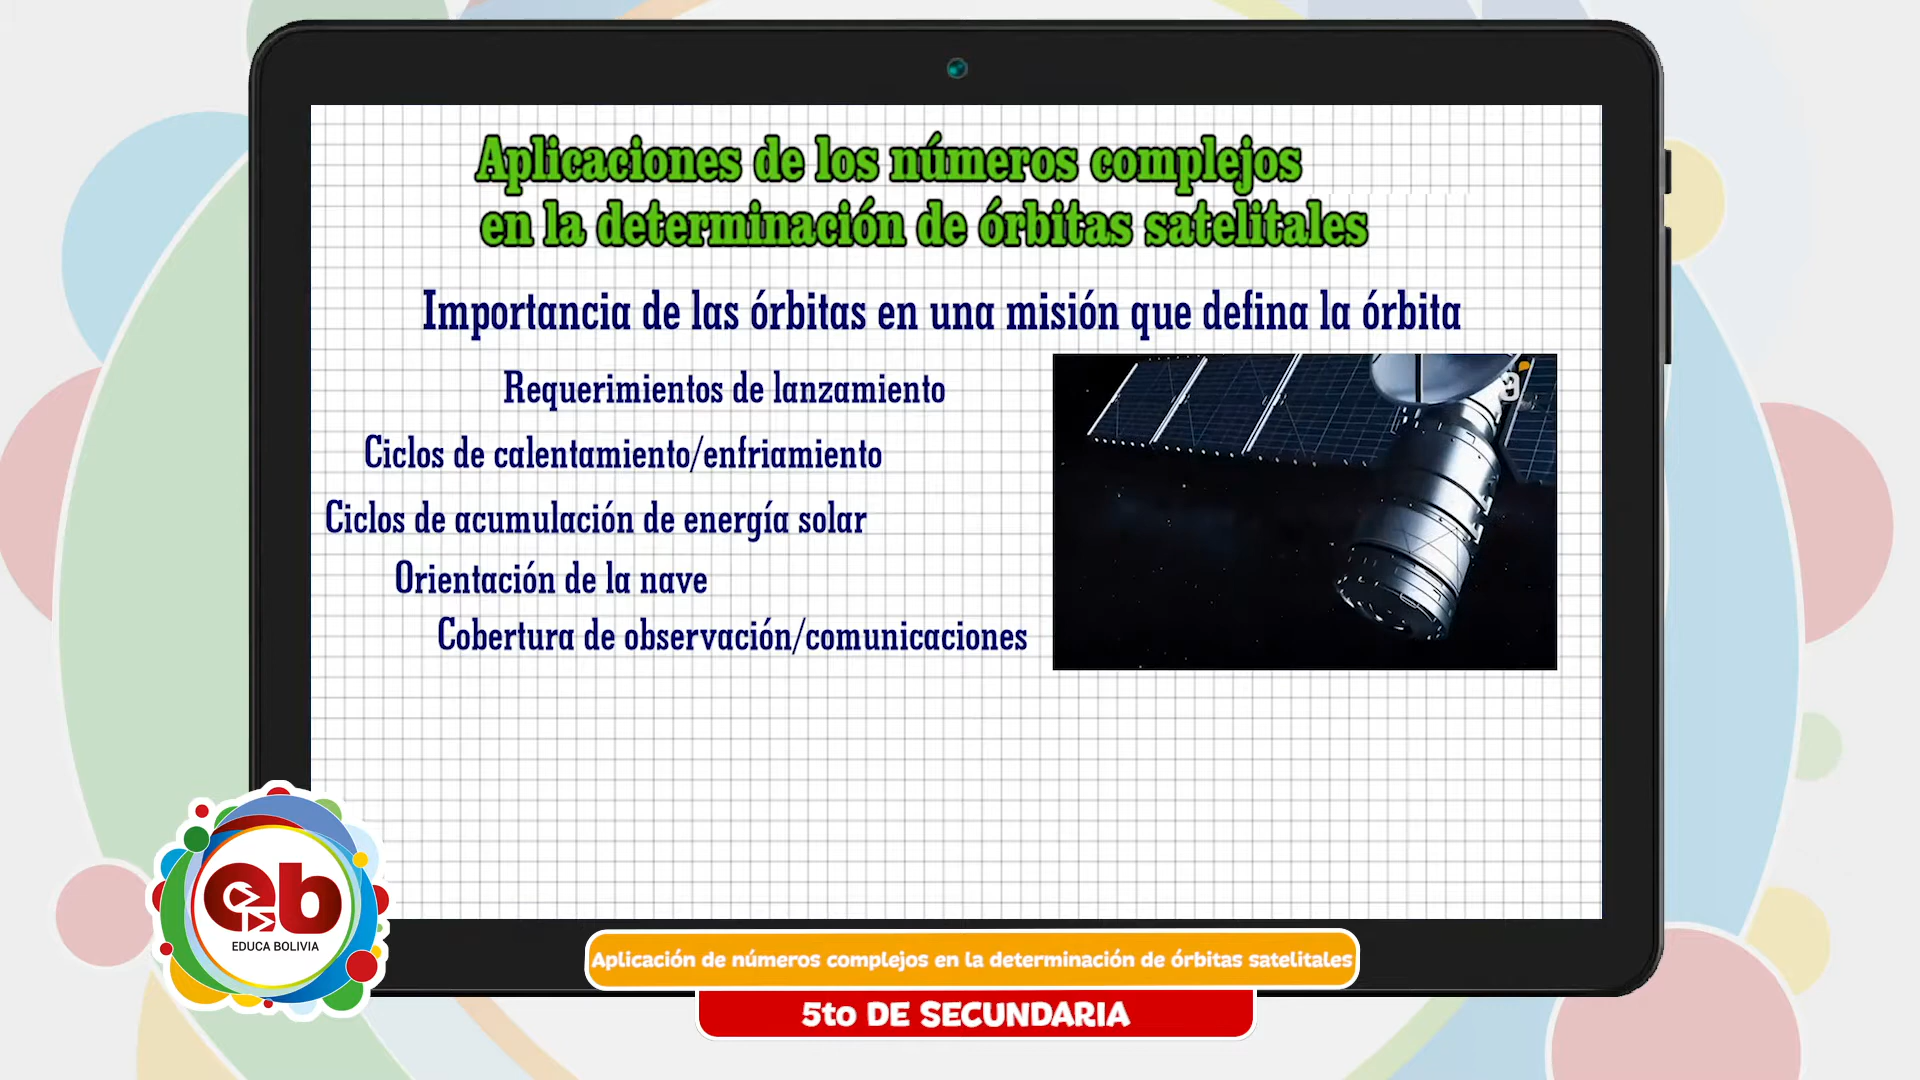 Aplicaciones de los números complejos
en la determinación de órbitas satelitales
Importancia de las órbitas en una misión que defina la órbita
Requerimientos de lanzamiento
Ciclos de calentamiento/enfriamiento
Ciclos de acumulación de energía solar
Orientación de la nave
Cobertura de observación/comunicaciones
eb
EDUCA BOLIVIA
Aplicación de números complejos en la determinación de órbitas satelitales
5to DE SECUNDARIA